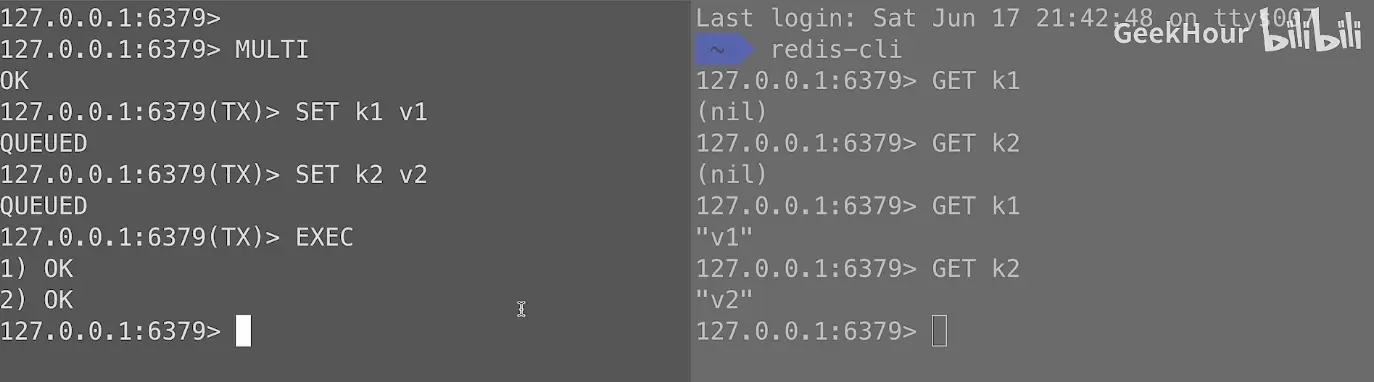 127.0.0.1:6379>
127.0.0.1:6379> MULTI
OK
127.0.0.1:6379(TX)> SET k1 v1
QUEUED
127.0.0.1:6379(TX)> SET k2 v2
QUEUED
127.0.0.1:6379(TX)> EXEC
1) OK
2) OK
127.0.0.1:6379>
Last login: Sat Jun 17 21:42:48 on ttys007
GeekHour bilibili
~ redis-cli
127.0.0.1:6379> GET k1
(nil)
127.0.0.1:6379> GET k2
(nil)
127.0.0.1:6379> GET k1
"v1"
127.0.0.1:6379> GET k2
"v2"
127.0.0.1:6379>